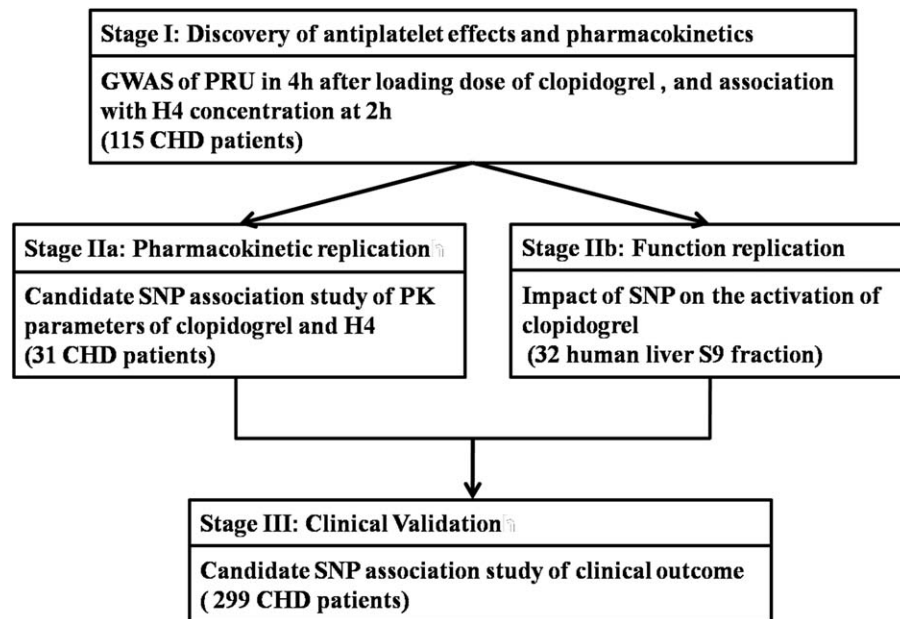 Stage I: Discovery of antiplatelet effects and pharmacokinetics
GWAS of PRU in 4h after loading dose of clopidogrel , and association
with H4 concentration at 2h
(115 CHD patients)
Stage IIa: Pharmacokinetic replication
Candidate SNP association study of PK
parameters of clopidogrel and H4
(31 CHD patients)
Stage IIb: Function replication
Impact of SNP on the activation of
clopidogrel
(32 human liver S9 fraction)
Stage III: Clinical Validation
Candidate SNP association study of clinical outcome
( 299 CHD patients)